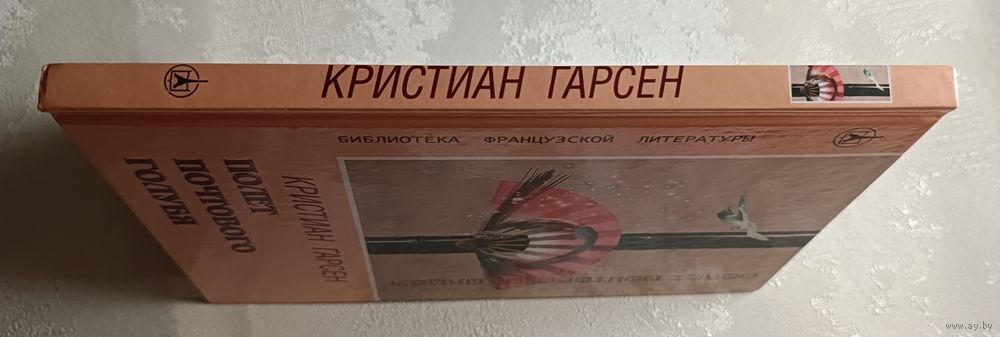 КРИСТИАН ГАРСЕН
БИБЛИОТЕКА ФРАНЦУЗСКОЙ ЛИТЕРАТУРЫ
КРИСТИАН ГАРСЕН
ПОЛЕТ
ПОЧТОВОГО
ГОЛУБЯ
www.ay.by